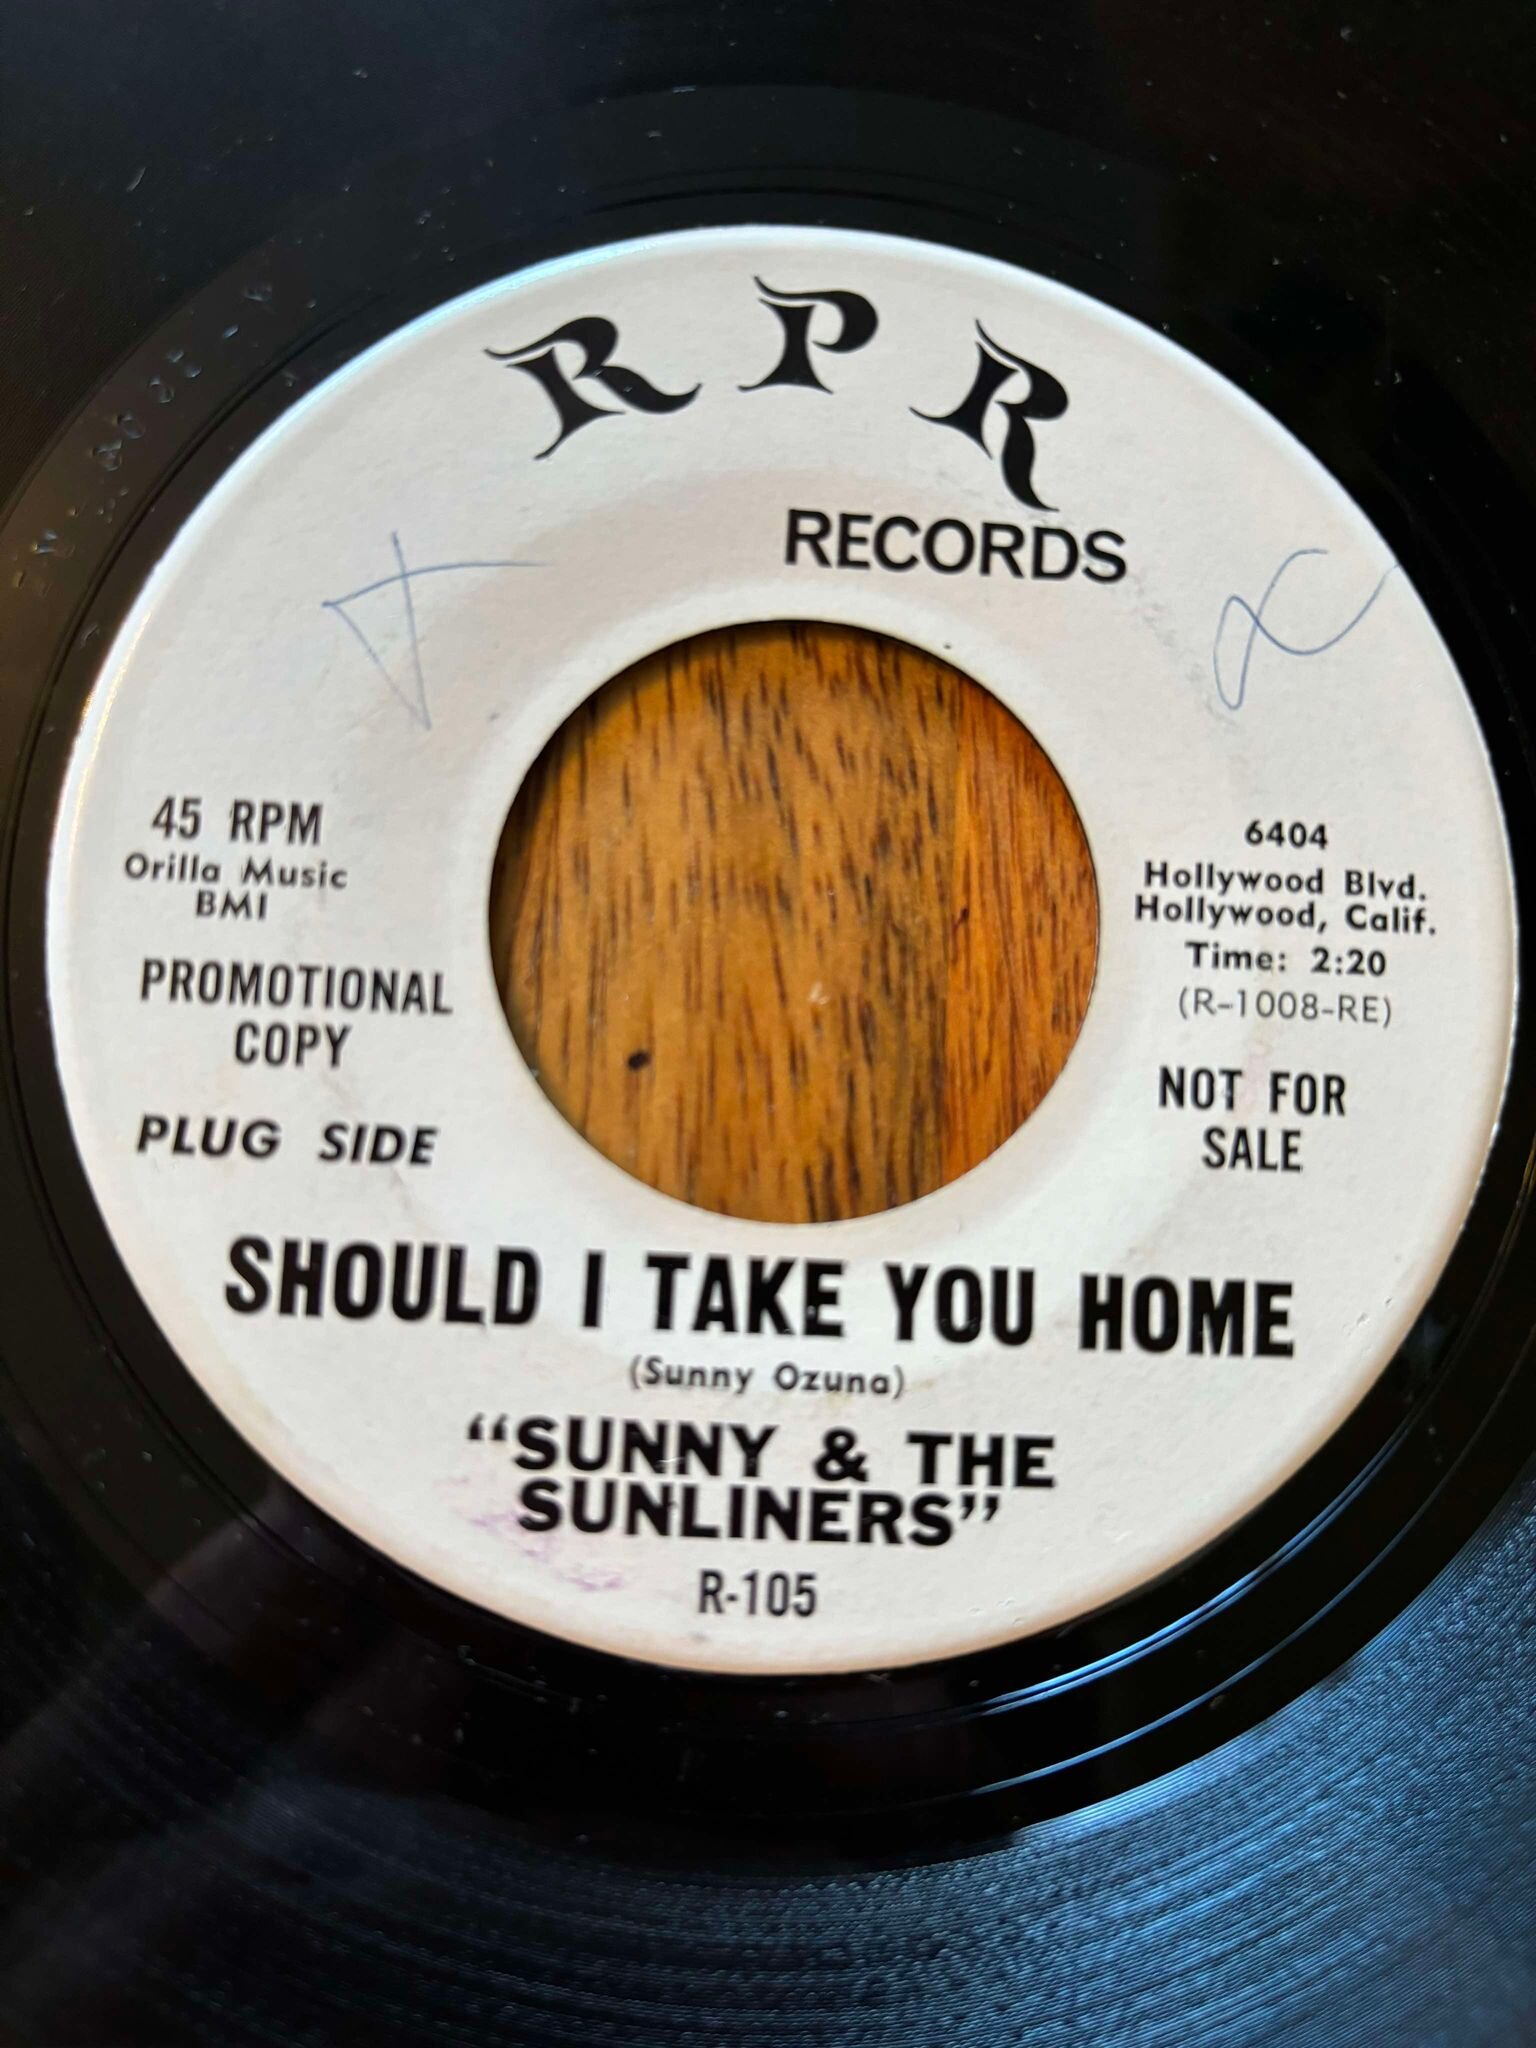 RPR
RECORDS
45 RPM
Orilla Music
BMI
PROMOTIONAL
COPY
PLUG SIDE
6404
Hollywood Blvd.
Hollywood, Calif.
Time: 2:20
(R-1008-RE)
NOT FOR
SALE
SHOULD I TAKE YOU HOME
(Sunny Ozuna)
"SUNNY & THE
SUNLINERS"
R-105